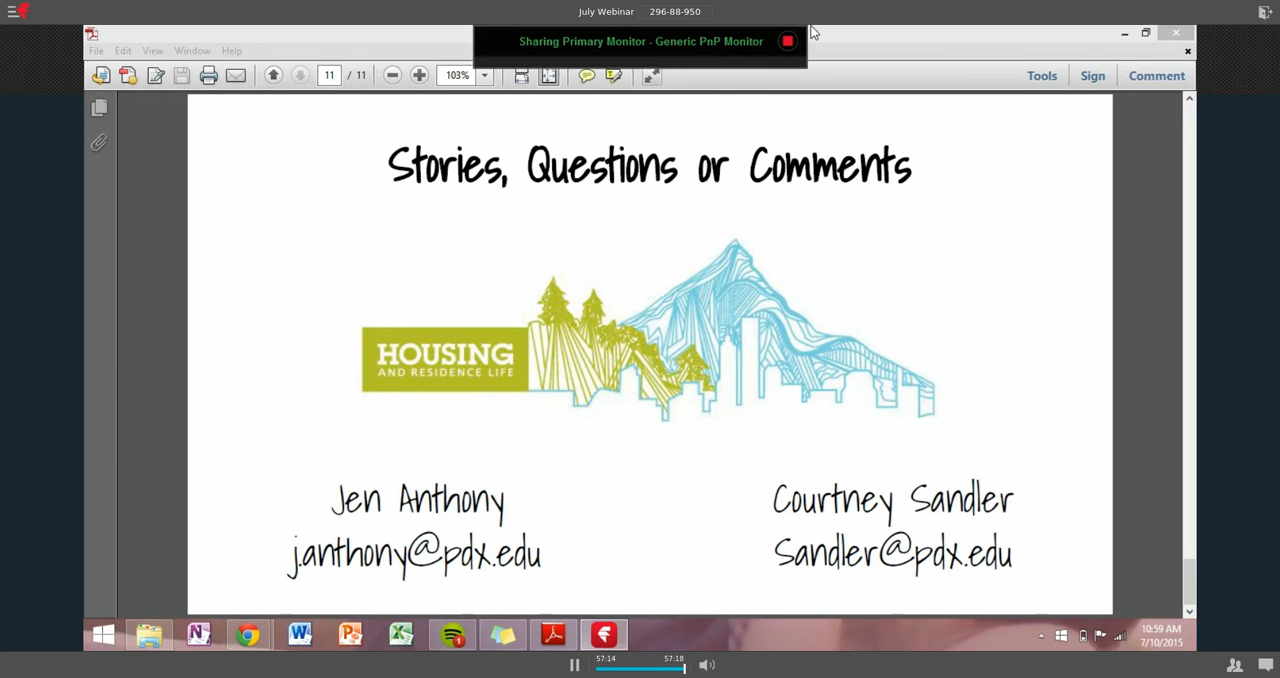 July Webinar 296-88-950
Sharing Primary Monitor - Generic PnP Monitor
File Edit View Window Help
11 / 11 103% Tools Sign Comment
Stories, Questions or Comments
HOUSING
AND RESIDENCE LIFE
Jen Anthony Courtney Sandler
j.anthony@pdx.edu Sandler@pdx.edu
10:59 AM
7/10/2015
57:14 57:18